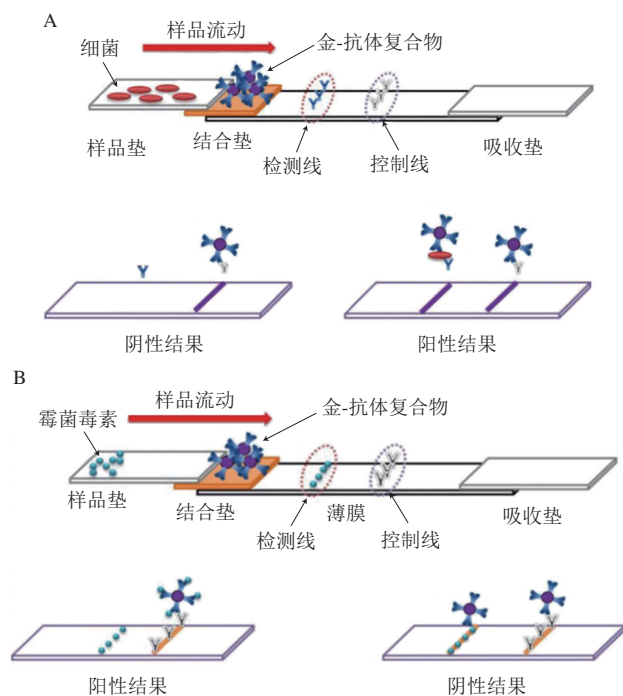 A
样品流动
细菌
金-抗体复合物
样品垫
结合垫
检测线
控制线
吸收垫
阴性结果
阳性结果
B
样品流动
霉菌毒素
金-抗体复合物
样品垫
结合垫
检测线
薄膜
控制线
吸收垫
阳性结果
阴性结果